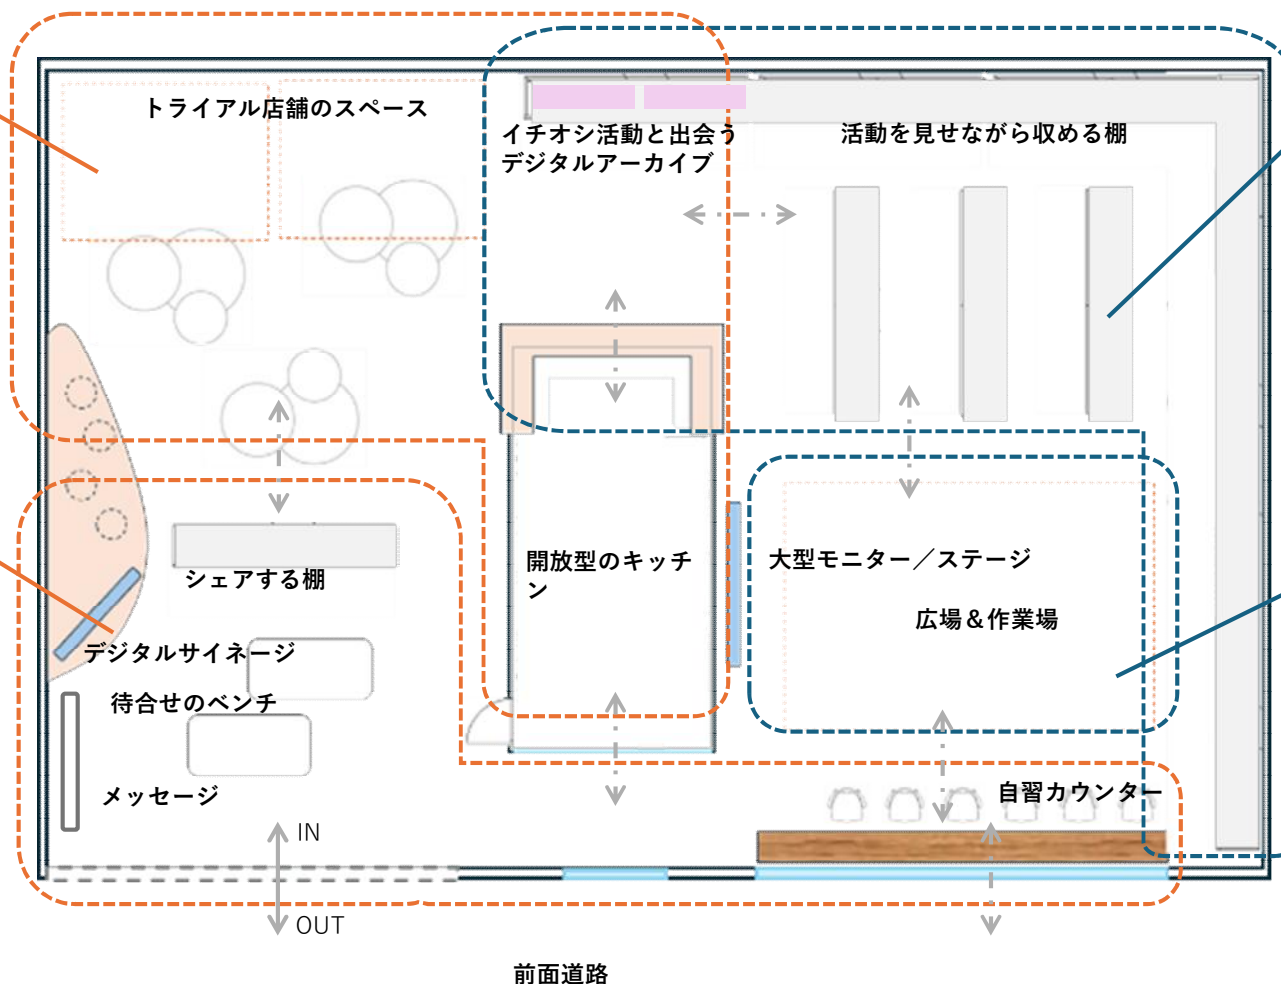 トライアル店舗のスペース
イチオシ活動と出会う
デジタルアーカイブ
活動を見せながら収める棚
開放型のキッチ
ン
大型モニター／ステージ
広場＆作業場
シェアする棚
デジタルサイネージ
待合せのベンチ
メッセージ
自習カウンター
IN
OUT
前面道路